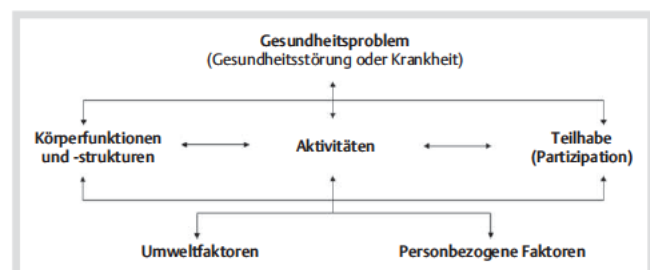 Gesundheitsproblem
(Gesundheitsstörung oder Krankheit)
Körperfunktionen
und -strukturen
Aktivitäten
Teilhabe
(Partizipation)
Umweltfaktoren
Personbezogene Faktoren